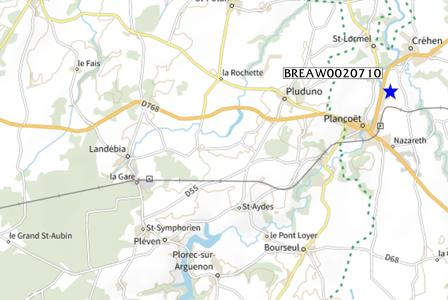 St-Lormel
Créhen
le Fais
la Rochette
BREAW0020710
Pluduno
D768
Plancoët
Nazareth
Landébia
la Gare
D55
St-Aydes
St-Symphorien
le Grand St-Aubin
Pléven
le Pont Loyer
Bourseul
Plorec-sur-
Arguenon
D68